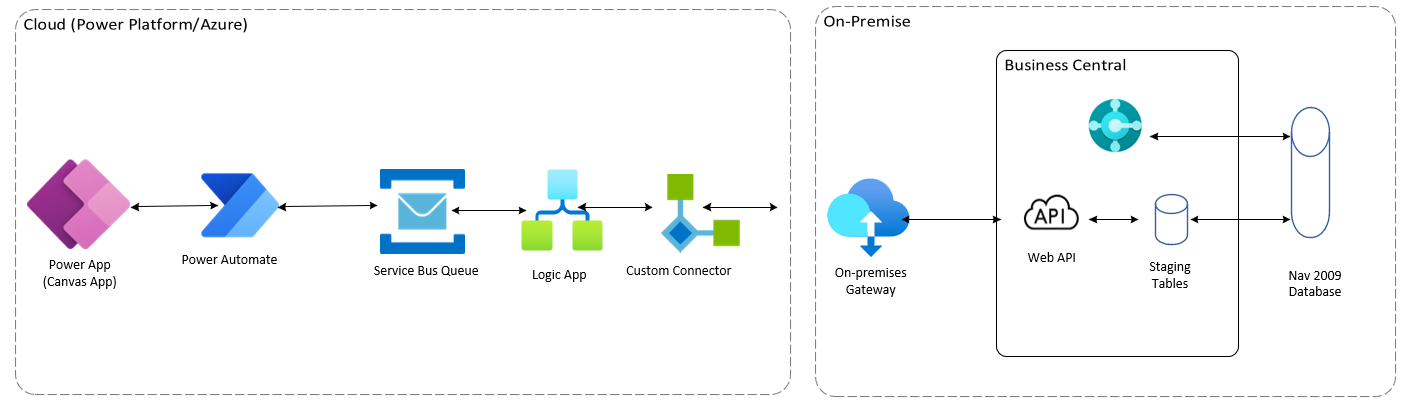 Cloud (Power Platform/Azure)
Power App
(Canvas App)
Power Automate
Service Bus Queue
Logic App
Custom Connector
On-Premise
On-premises
Gateway
Business Central
API
Web API
Staging
Tables
Nav 2009
Database